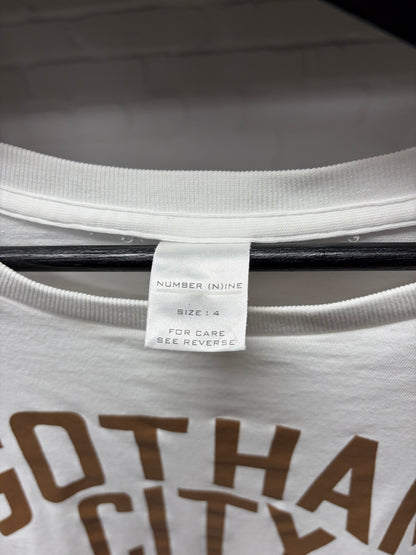 NUMBER (N)INE
SIZE : 4
FOR CARE
SEE REVERSE
GOTHAM
CITY